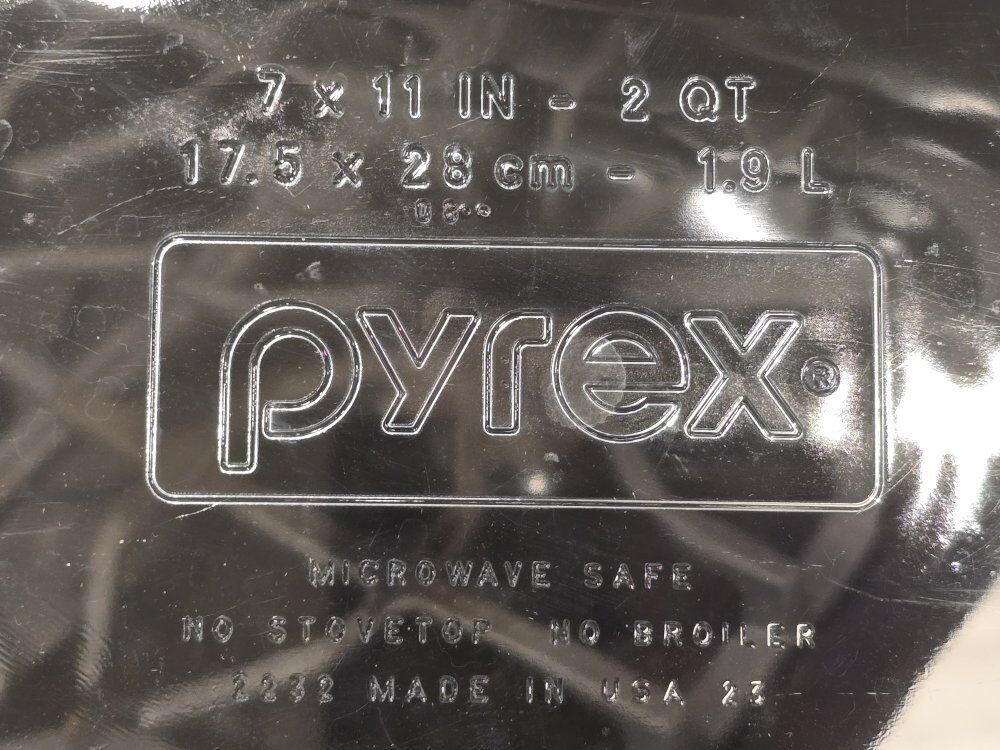 7 x 11 IN - 2 QT
17.5 x 28 cm - 1.9 L
pyrex®
MICROWAVE SAFE
NO STOVETOP NO BROILER
2232 MADE IN USA 23